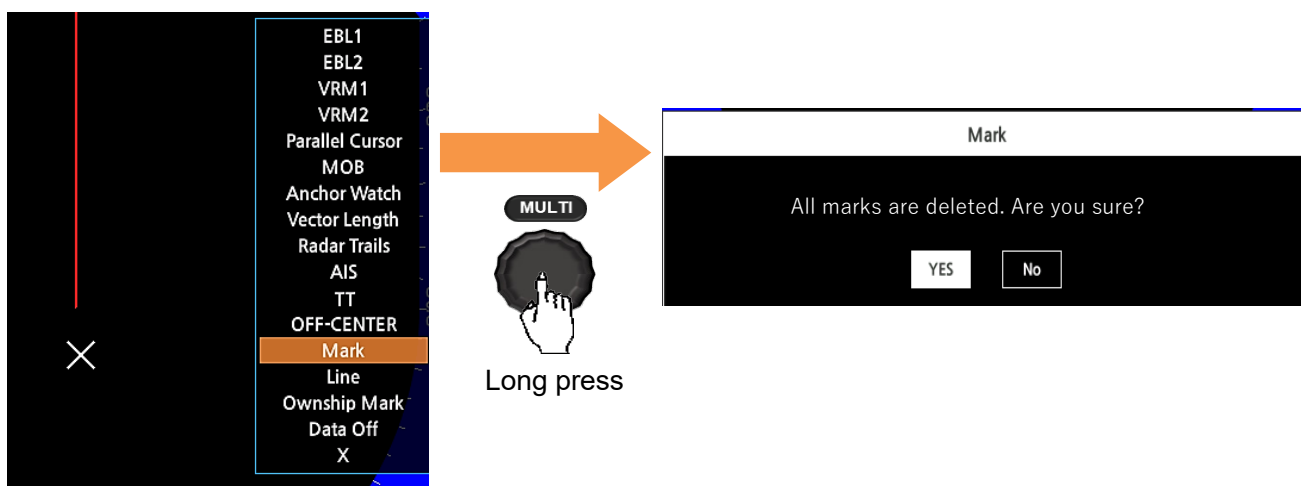 EBL1
EBL2
VRM1
VRM2
Parallel Cursor
MOB
Anchor Watch
Vector Length
Radar Trails
AIS
TT
OFF-CENTER
Mark
Line
Ownship Mark
Data Off
X
MULTI
Long press
Mark
All marks are deleted. Are you sure?
YES No